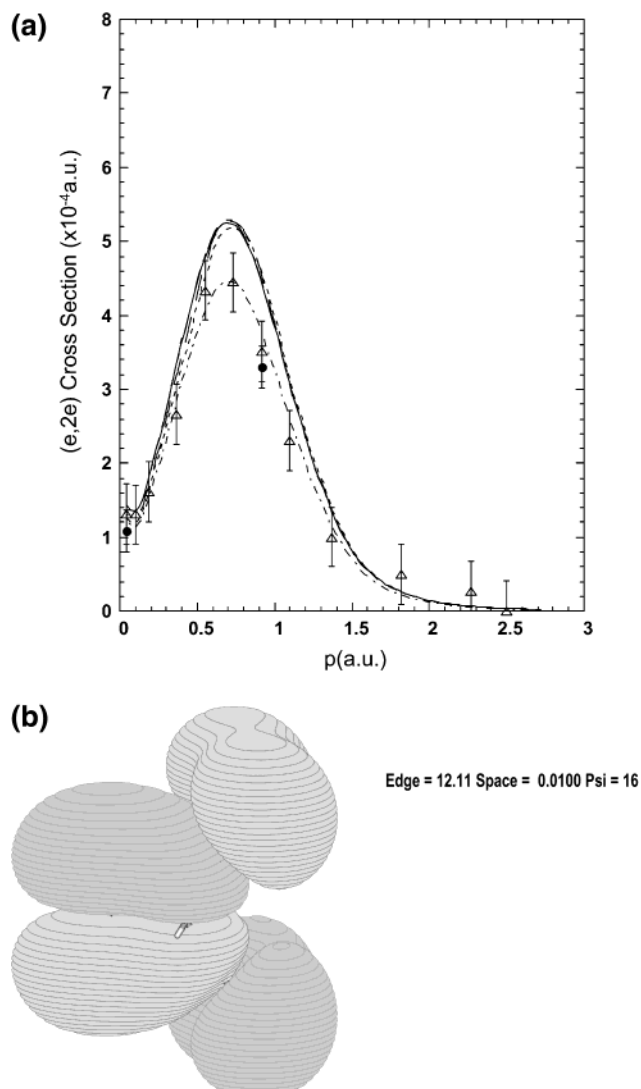 (a)
8
7
6
5
4
3
2
1
0
(e,2e) Cross Section (x10⁻⁴a.u.)
0 0.5 1 1.5 2 2.5 3
p(a.u.)
(b)
Edge = 12.11 Space = 0.0100 Psi = 16